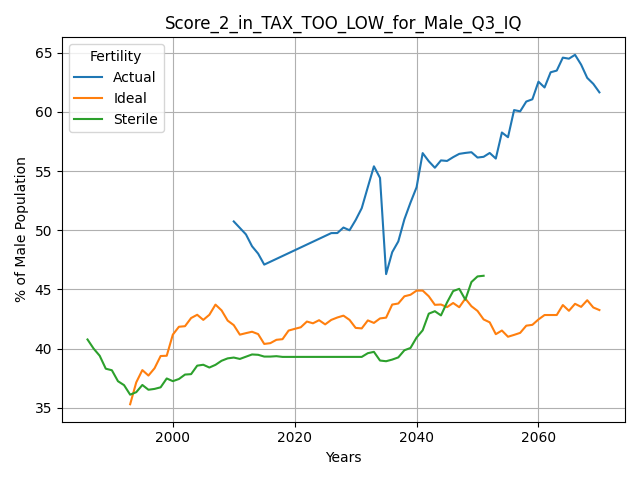 Score_2_in_TAX_TOO_LOW_for_Male_Q3_IQ
Fertility
Actual
Ideal
Sterile
% of Male Population
65
60
55
50
45
40
35
2000
2020
2040
2060
Years